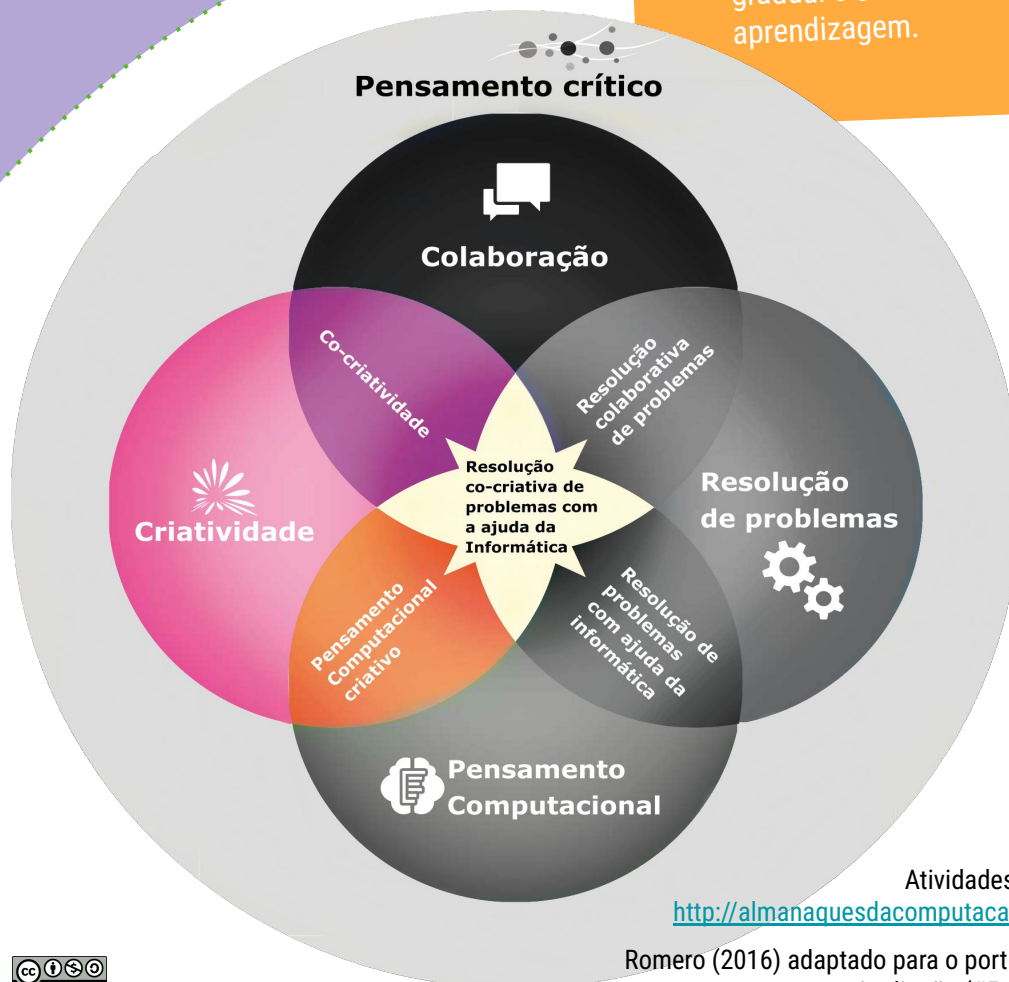 aprendizagem.
Pensamento crítico
Colaboração
Co-criatividade
Resolução
colaborativa
de problemas
Criatividade
Resolução
co-criativa de
problemas com
a ajuda da
Informática
Resolução
de problemas
Pensamento
Computacional
criativo
Resolução de
problemas
com ajuda da
informática
Pensamento
Computacional
Atividades
http://almanaquesdacomputaca
cc
Romero (2016) adaptado para o port